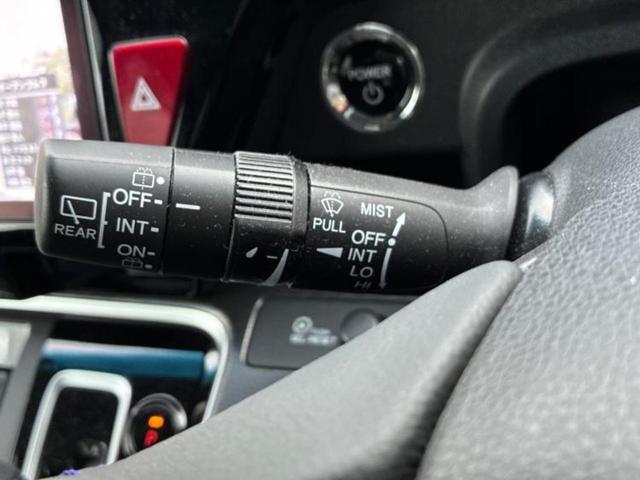 POWER
OFF
INT
ON
REAR
PULL
MIST
OFF
INT
LO
HI